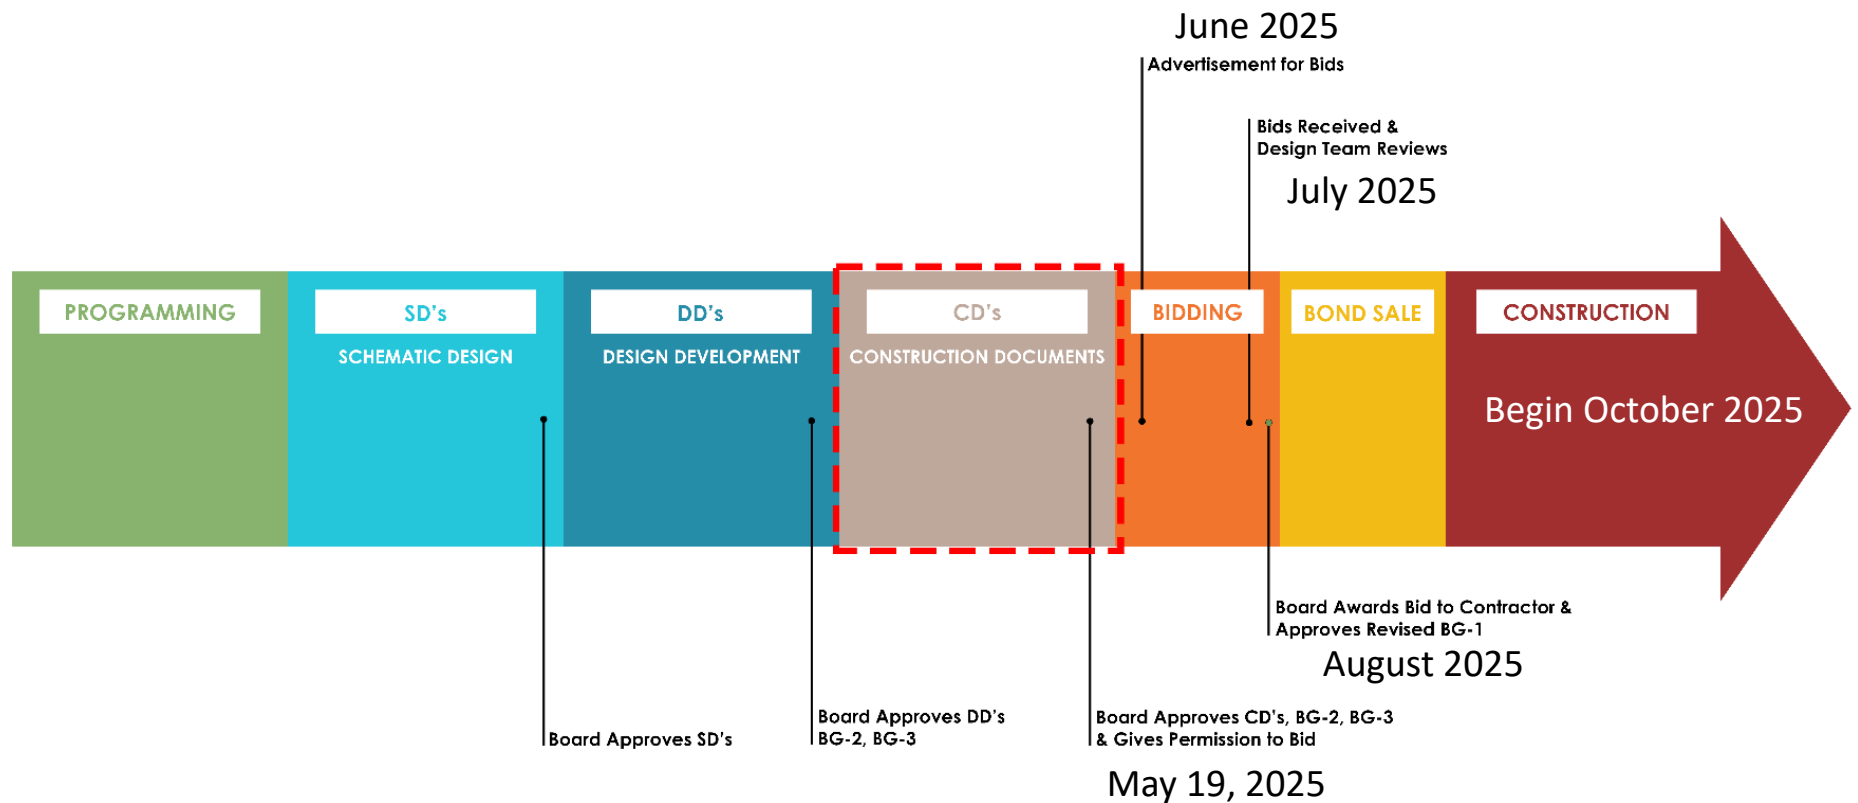 June 2025
Advertisement for Bids
Bids Received &
Design Team Reviews
July 2025
PROGRAMMING
SD's
SCHEMATIC DESIGN
DD's
DESIGN DEVELOPMENT
CD's
CONSTRUCTION DOCUMENTS
BIDDING
BOND SALE
CONSTRUCTION
Begin October 2025
Board Awards Bid to Contractor &
Approves Revised BG-1
August 2025
Board Approves SD's
Board Approves DD's
BG-2, BG-3
Board Approves CD's, BG-2, BG-3
& Gives Permission to Bid
May 19, 2025